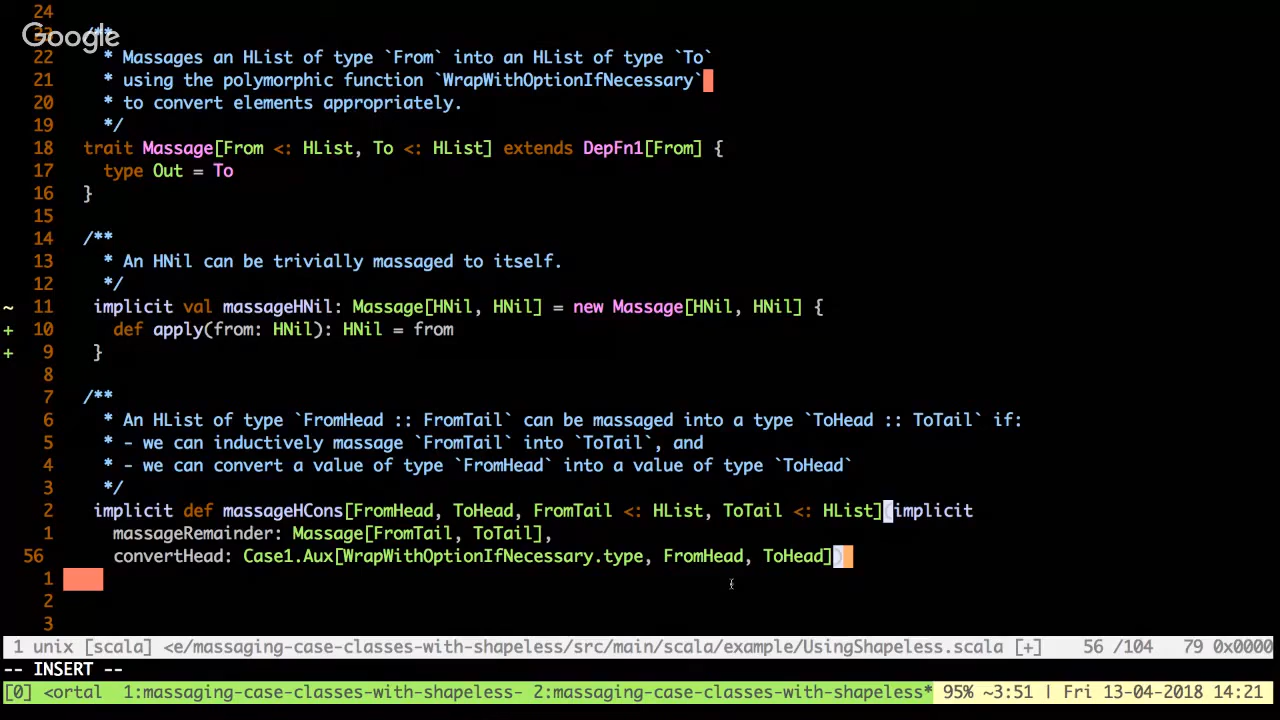 24
23 /**
Google
22 * Massages an HList of type `From` into an HList of type `To`
21 * using the polymorphic function `WrapWithOptionIfNecessary`
20 * to convert elements appropriately.
19 */
18 trait Massage[From <: HList, To <: HList] extends DepFn1[From] {
17 type Out = To
16 }
15
14 /**
13 * An HNil can be trivially massaged to itself.
12 */
~ 11 implicit val massageHNil: Massage[HNil, HNil] = new Massage[HNil, HNil] {
+ 10 def apply(from: HNil): HNil = from
+ 9 }
8
7 /**
6 * An HList of type `FromHead :: FromTail` can be massaged into a type `ToHead :: ToTail` if:
5 * - we can inductively massage `FromTail` into `ToTail`, and
4 * - we can convert a value of type `FromHead` into a value of type `ToHead`
3 */
2 implicit def massageHCons[FromHead, ToHead, FromTail <: HList, ToTail <: HList](implicit
1 massageRemainder: Massage[FromTail, ToTail],
56 convertHead: Case1.Aux[WrapWithOptionIfNecessary.type, FromHead, ToHead])
1
2
3
1 unix [scala] <e/massaging-case-classes-with-shapeless/src/main/scala/example/UsingShapeless.scala [+] 56 /104 79 0x0000
-- INSERT --
[0] <ortal 1:massaging-case-classes-with-shapeless- 2:massaging-case-classes-with-shapeless* 95% ~3:51 | Fri 13-04-2018 14:21